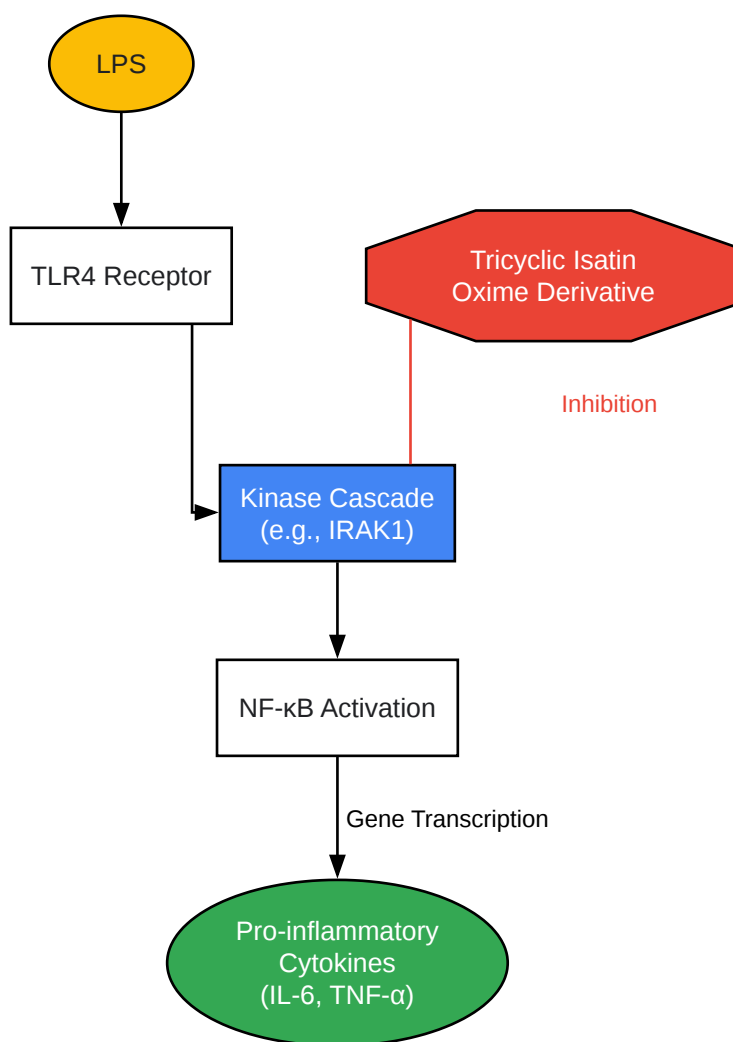 LPS
TLR4 Receptor
Tricyclic Isatin
Oxime Derivative
Inhibition
Kinase Cascade
(e.g., IRAK1)
NF-κB Activation
Gene Transcription
Pro-inflammatory
Cytokines
(IL-6, TNF-α)